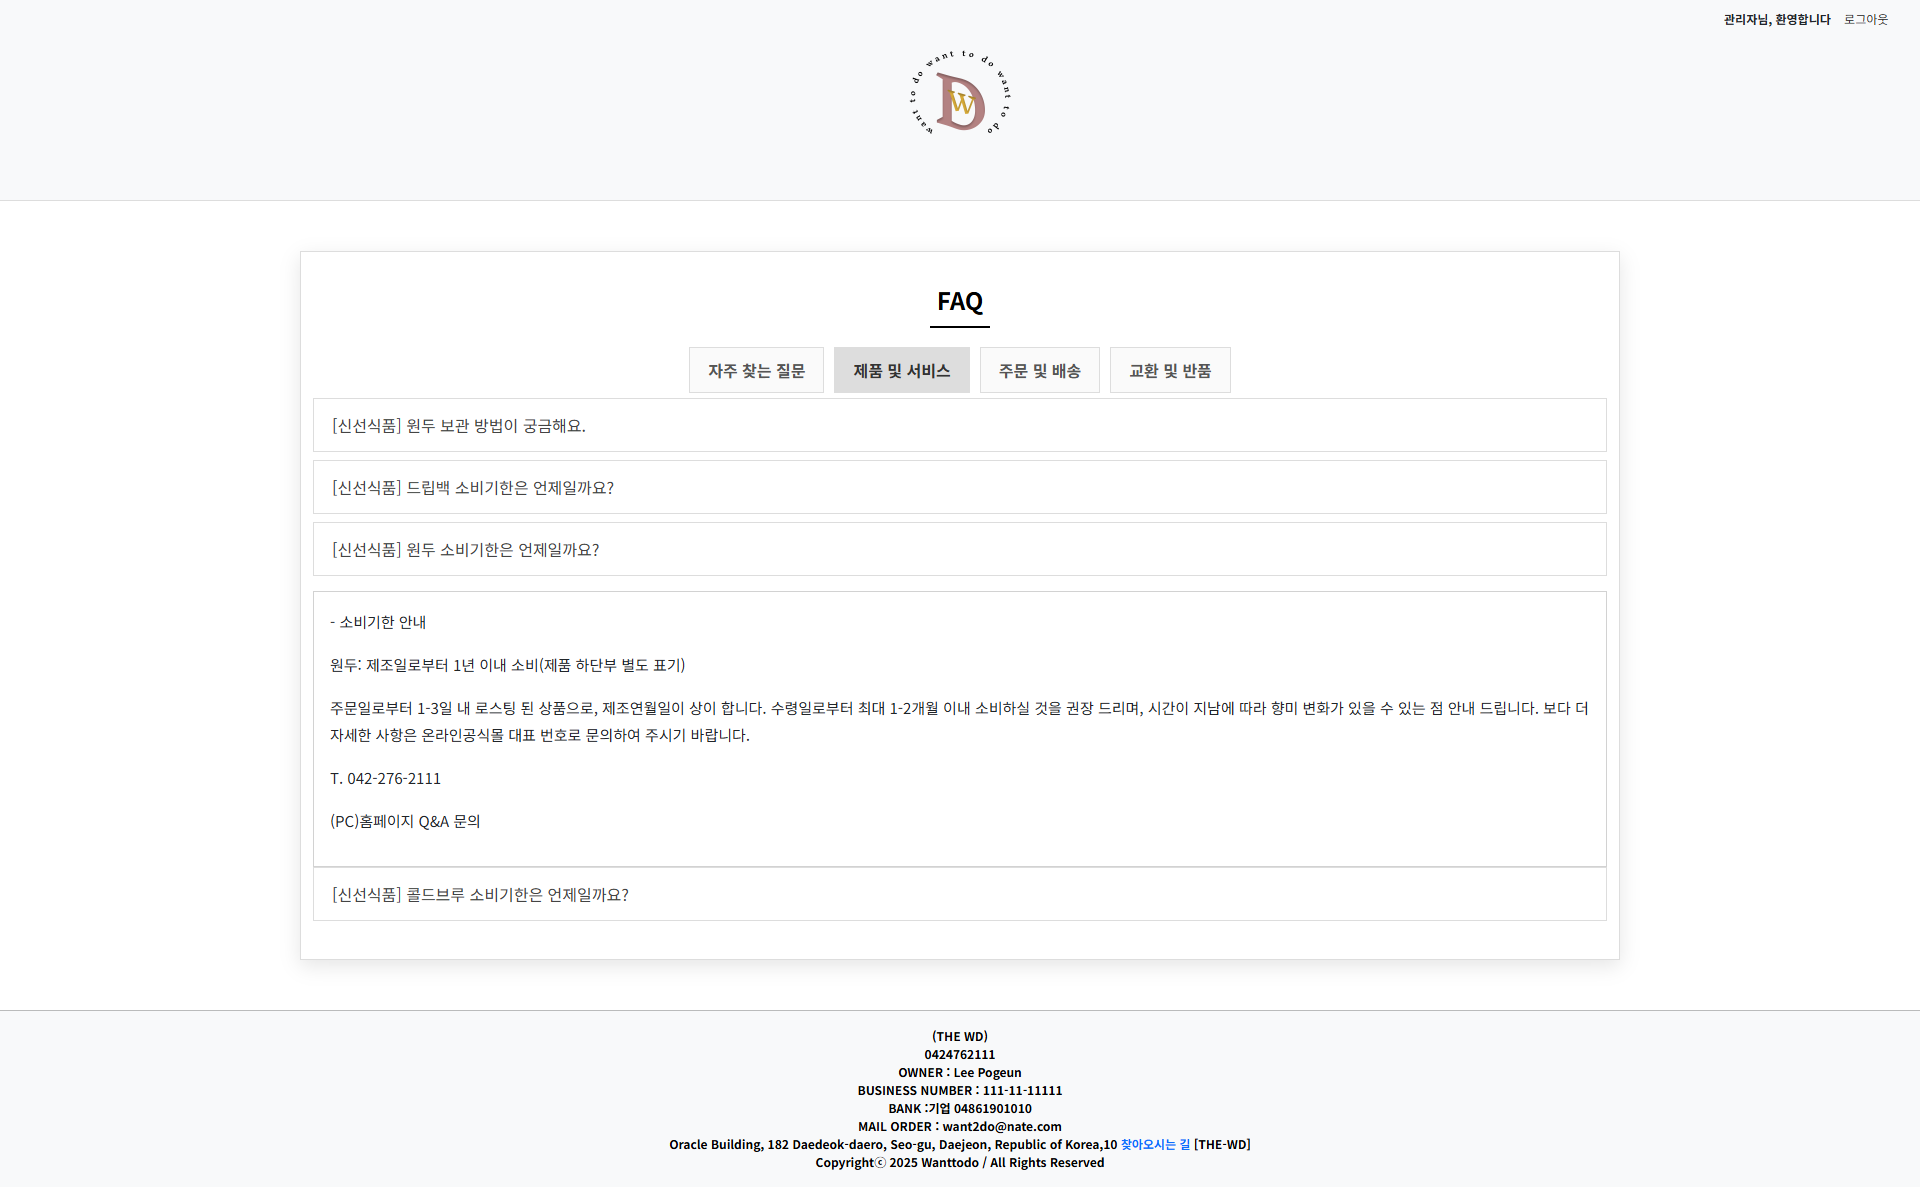 관리자님, 환영합니다 로그아웃
want to do want to do want to do
D
W
FAQ
자주 찾는 질문 제품 및 서비스 주문 및 배송 교환 및 반품
[신선식품] 원두 보관 방법이 궁금해요.
[신선식품] 드립백 소비기한은 언제일까요?
[신선식품] 원두 소비기한은 언제일까요?
- 소비기한 안내
원두: 제조일로부터 1년 이내 소비(제품 하단부 별도 표기)
주문일로부터 1-3일 내 로스팅 된 상품으로, 제조연월일이 상이 합니다. 수령일로부터 최대 1-2개월 이내 소비하실 것을 권장 드리며, 시간이 지남에 따라 향미 변화가 있을 수 있는 점 안내 드립니다. 보다 더
자세한 사항은 온라인공식몰 대표 번호로 문의하여 주시기 바랍니다.
T. 042-276-2111
(PC)홈페이지 Q&A 문의
[신선식품] 콜드브루 소비기한은 언제일까요?
(THE WD)
0424762111
OWNER : Lee Pogeun
BUSINESS NUMBER : 111-11-11111
BANK :기업 04861901010
MAIL ORDER : want2do@nate.com
Oracle Building, 182 Daedeok-daero, Seo-gu, Daejeon, Republic of Korea,10 찾아오시는 길 [THE-WD]
Copyrightⓒ 2025 Wanttodo / All Rights Reserved